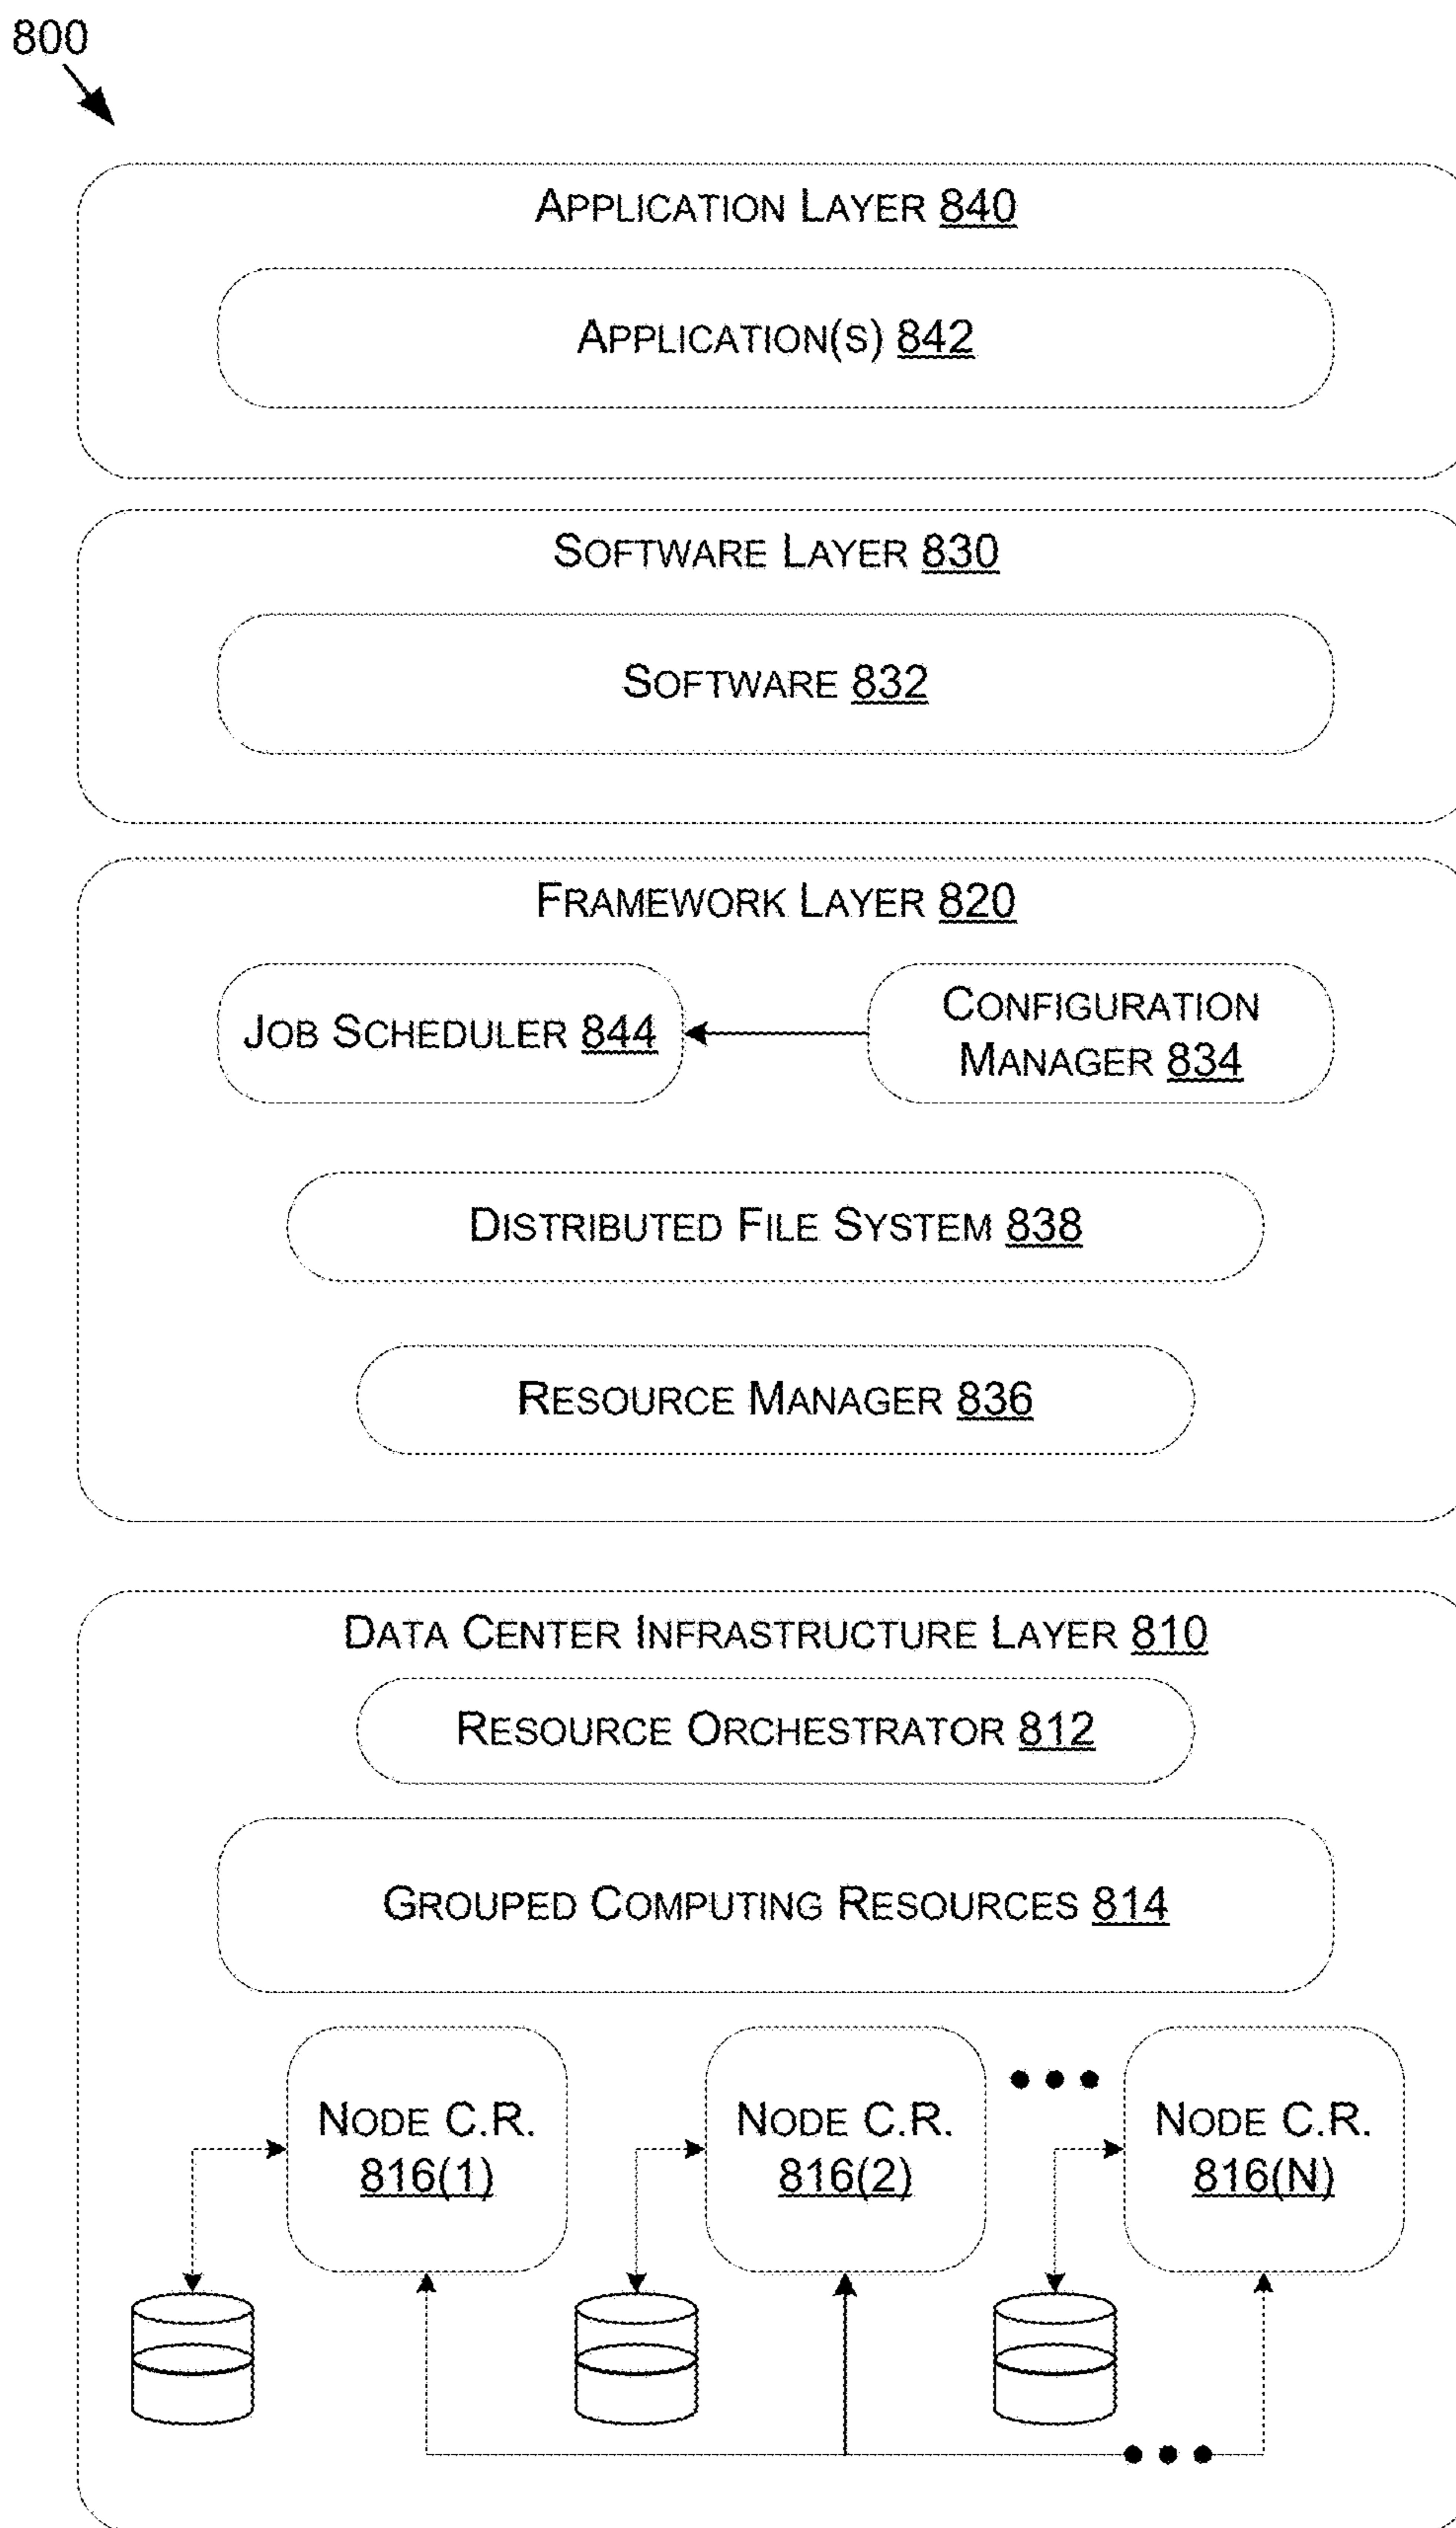 800
APPLICATION LAYER 840
APPLICATION(S) 842
SOFTWARE LAYER 830
SOFTWARE 832
FRAMEWORK LAYER 820
JOB SCHEDULER 844
CONFIGURATION
MANAGER 834
DISTRIBUTED FILE SYSTEM 838
RESOURCE MANAGER 836
DATA CENTER INFRASTRUCTURE LAYER 810
RESOURCE ORCHESTRATOR 812
GROUPED COMPUTING RESOURCES 814
NODE C.R.
816(1)
NODE C.R.
816(2)
NODE C.R.
816(N)